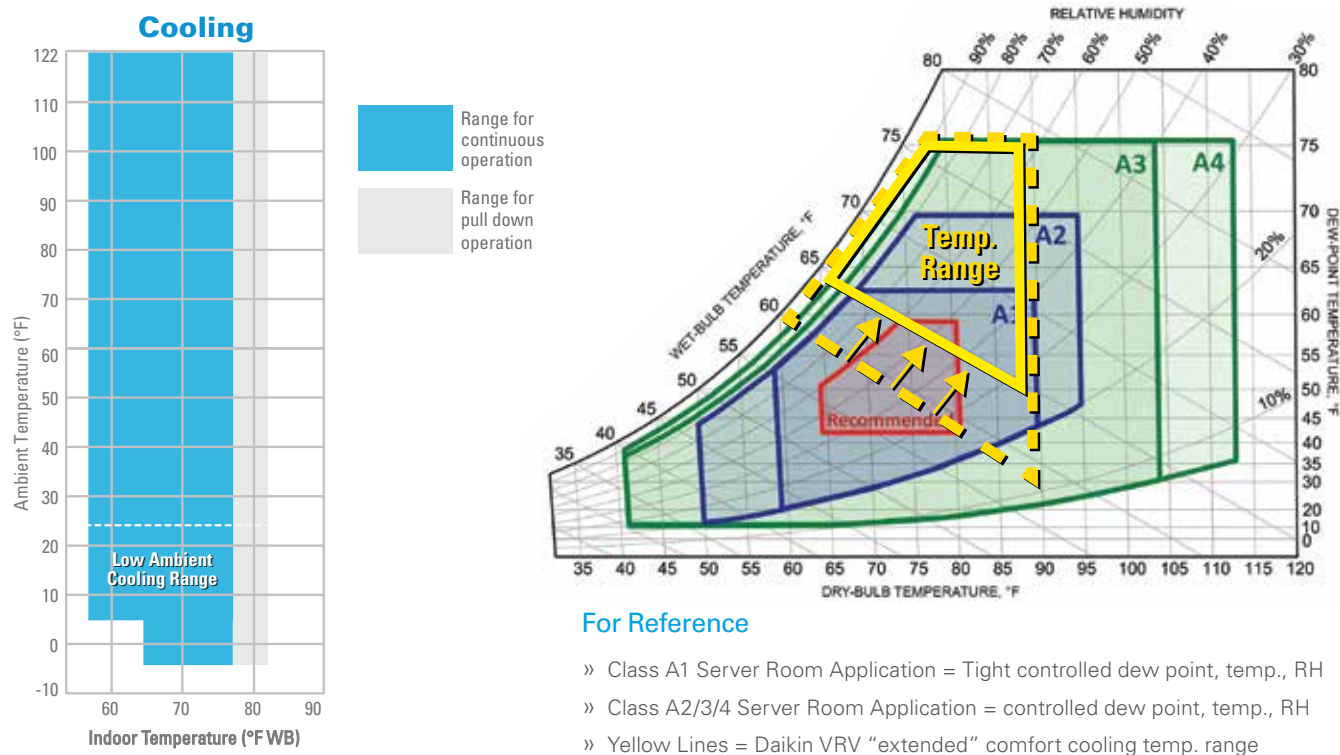 Cooling
122
110
100
90
80
70
60
50
40
30
20
10
0
-10
Ambient Temperature (°F)
Low Ambient
Cooling Range
60 70 80 90
Indoor Temperature (°F WB)
Range for
continuous
operation
Range for
pull down
operation
RELATIVE HUMIDITY
90% 80% 70% 60% 50% 40% 30%
20%
10%
WET-BULB TEMPERATURE, °F
35
40
45
50
55
60
65
70
75
80
Temp.
Range
A1
A2
A3
A4
Recommended
80
75
70
65
60
55
50
45
40
35
30
20
10
0
DEW-POINT TEMPERATURE, °F
35 40 45 50 55 60 65 70 75 80 85 90 95 100 105 110 115 120
DRY-BULB TEMPERATURE, °F
For Reference
» Class A1 Server Room Application = Tight controlled dew point, temp., RH
» Class A2/3/4 Server Room Application = controlled dew point, temp., RH
» Yellow Lines = Daikin VRV “extended” comfort cooling temp. range